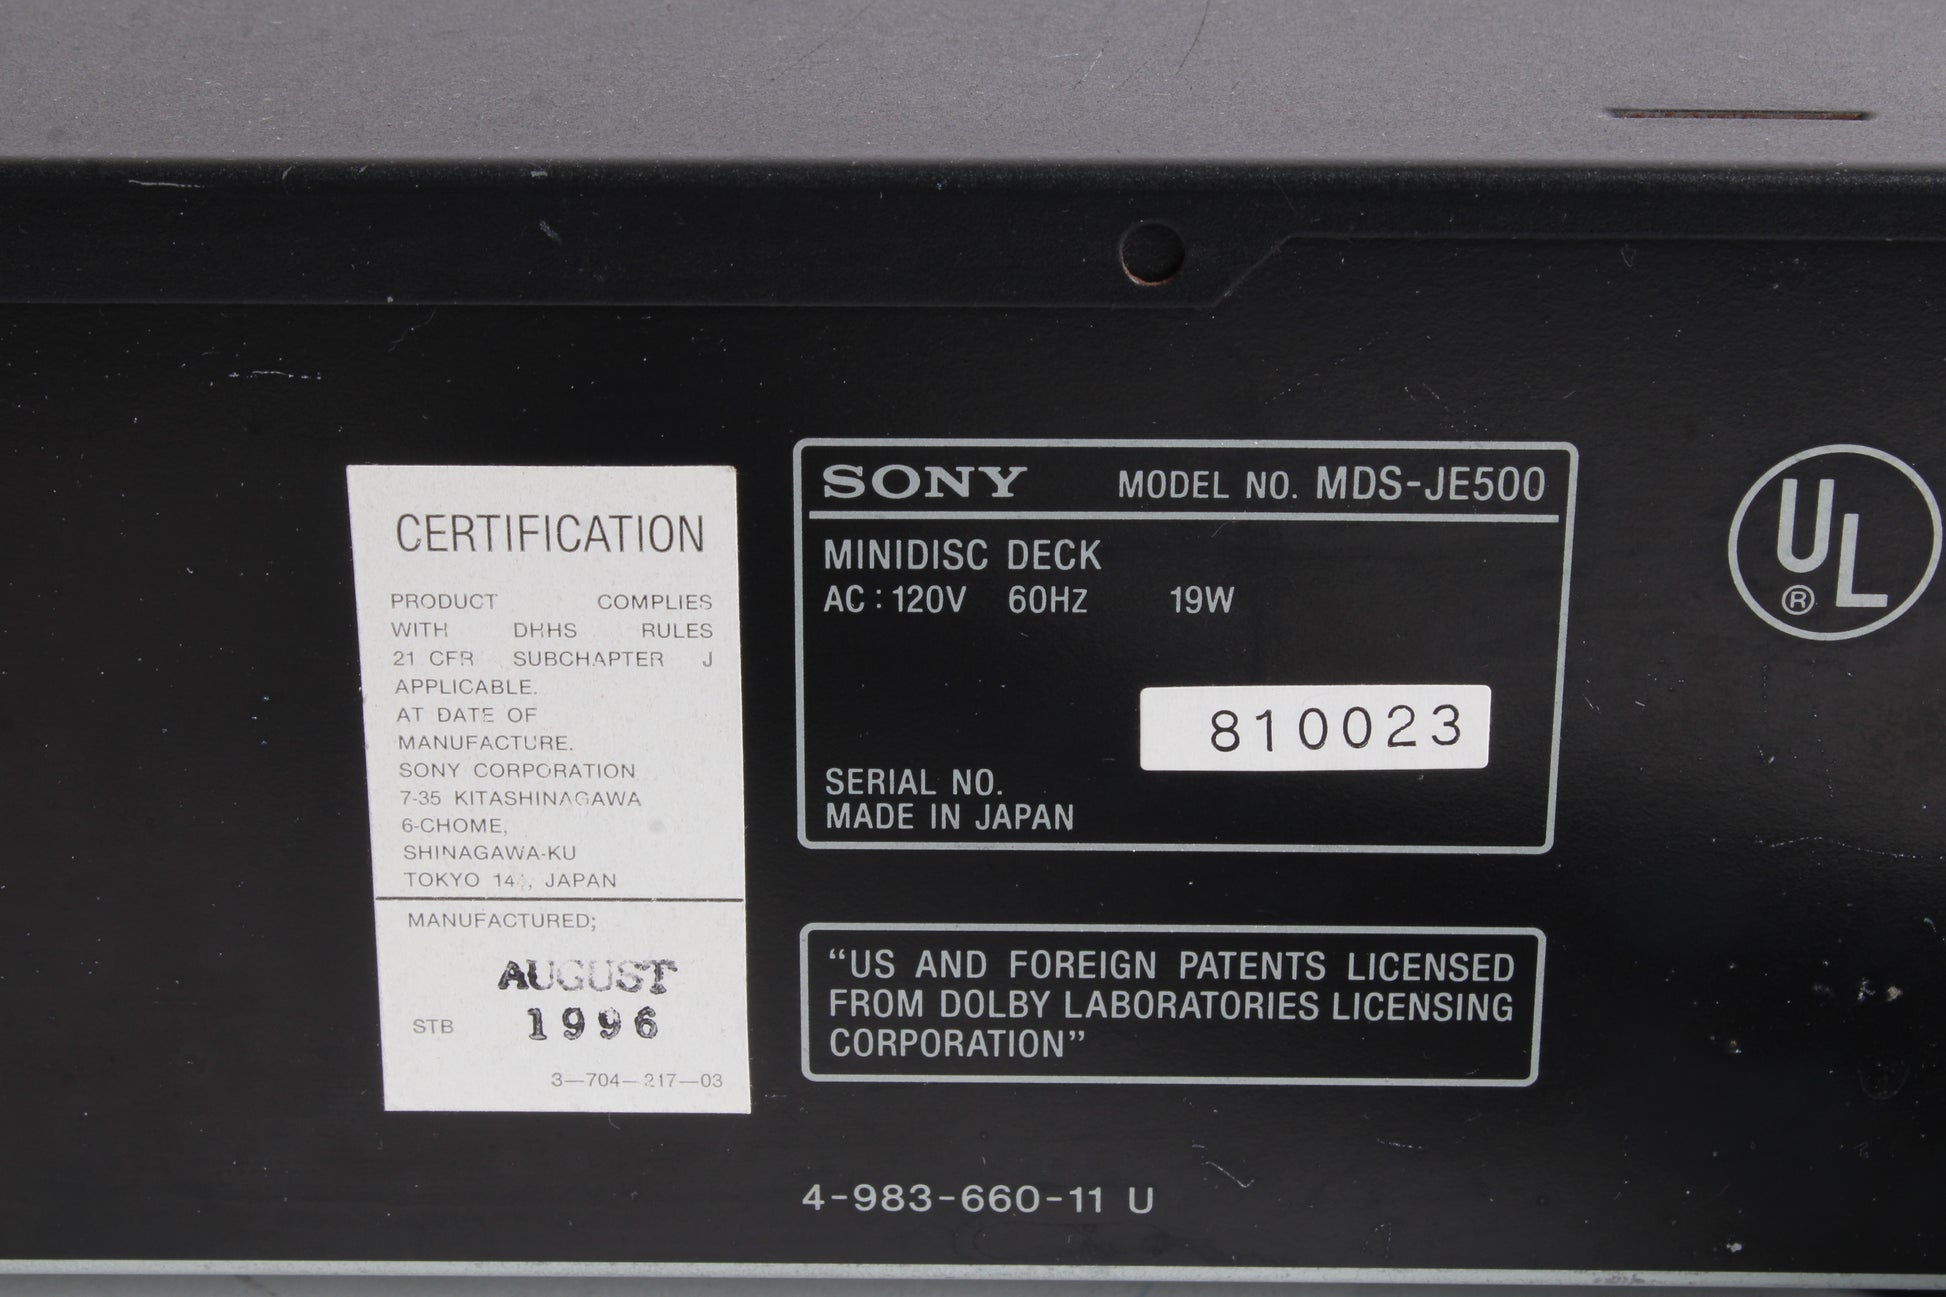 CERTIFICATION
PRODUCT COMPLIES
WITH DHHS RULES
21 CFR SUBCHAPTER J
APPLICABLE.
AT DATE OF
MANUFACTURE.
SONY CORPORATION
7-35 KITASHINAGAWA
6-CHOME,
SHINAGAWA-KU
TOKYO JAPAN
MANUFACTURED;
AUGUST
STB 1996
3-704-217-03
SONY MODEL NO. MDS-JE500
MINIDISC DECK
AC : 120V 60HZ 19W
810023
SERIAL NO.
MADE IN JAPAN
"US AND FOREIGN PATENTS LICENSED
FROM DOLBY LABORATORIES LICENSING
CORPORATION"
4-983-660-11 U
UL
®